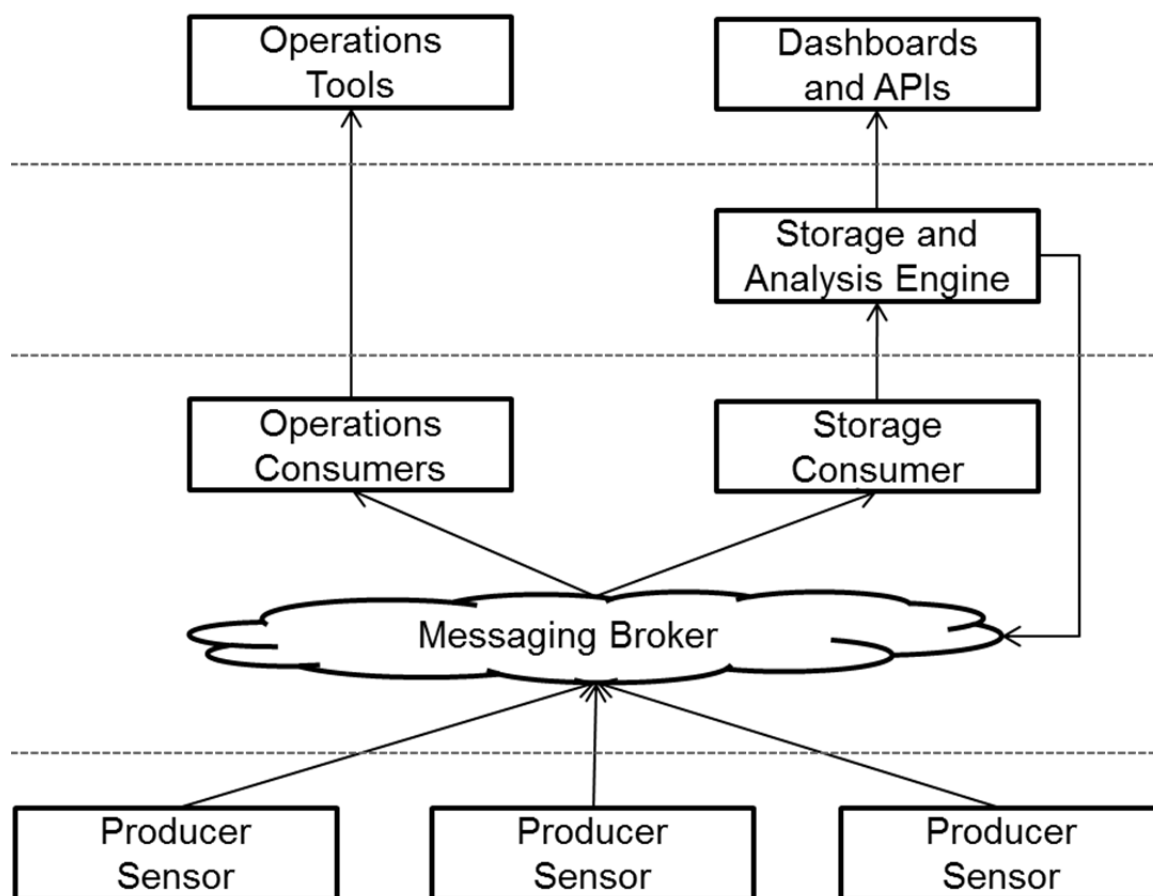 Operations
Tools
Dashboards
and APIs
Storage and
Analysis Engine
Operations
Consumers
Storage
Consumer
Messaging Broker
Producer
Sensor
Producer
Sensor
Producer
Sensor